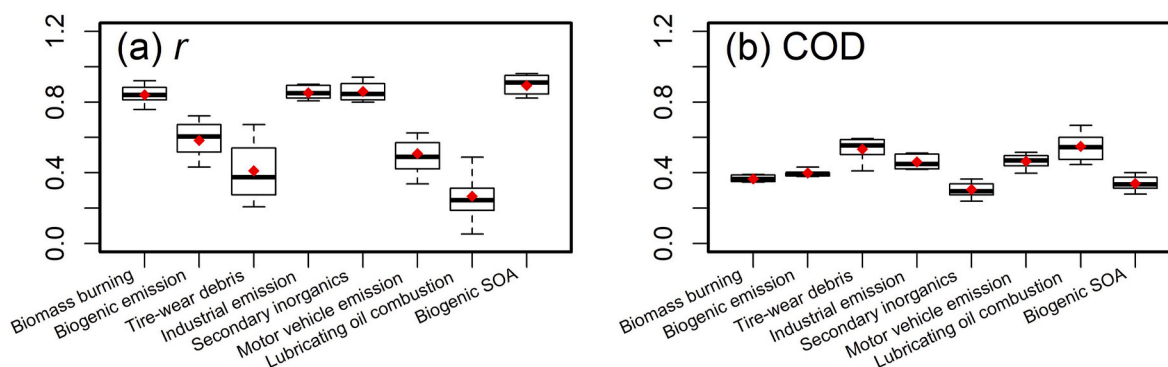 (a) r
1.2
0.8
0.4
0.0
Biomass burning
Biogenic emission
Tire-wear debris
Industrial emission
Secondary inorganics
Motor vehicle emission
Lubricating oil combustion
Biogenic SOA
(b) COD
1.2
0.8
0.4
0.0
Biomass burning
Biogenic emission
Tire-wear debris
Industrial emission
Secondary inorganics
Motor vehicle emission
Lubricating oil combustion
Biogenic SOA